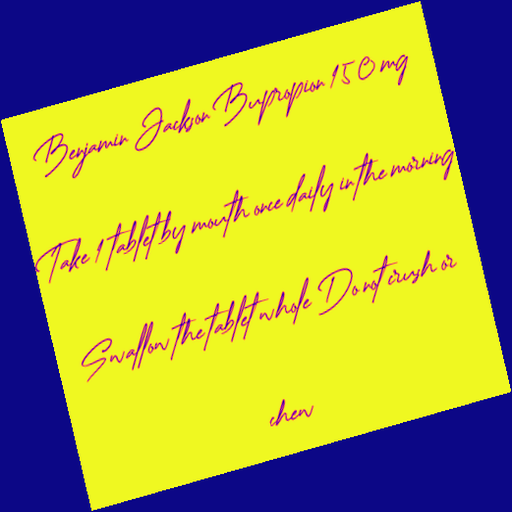 Benjamin Jackson Bupropion 150 mg
Take 1 tablet by mouth once daily in the morning
Swallow the tablet whole Do not crush or
chew